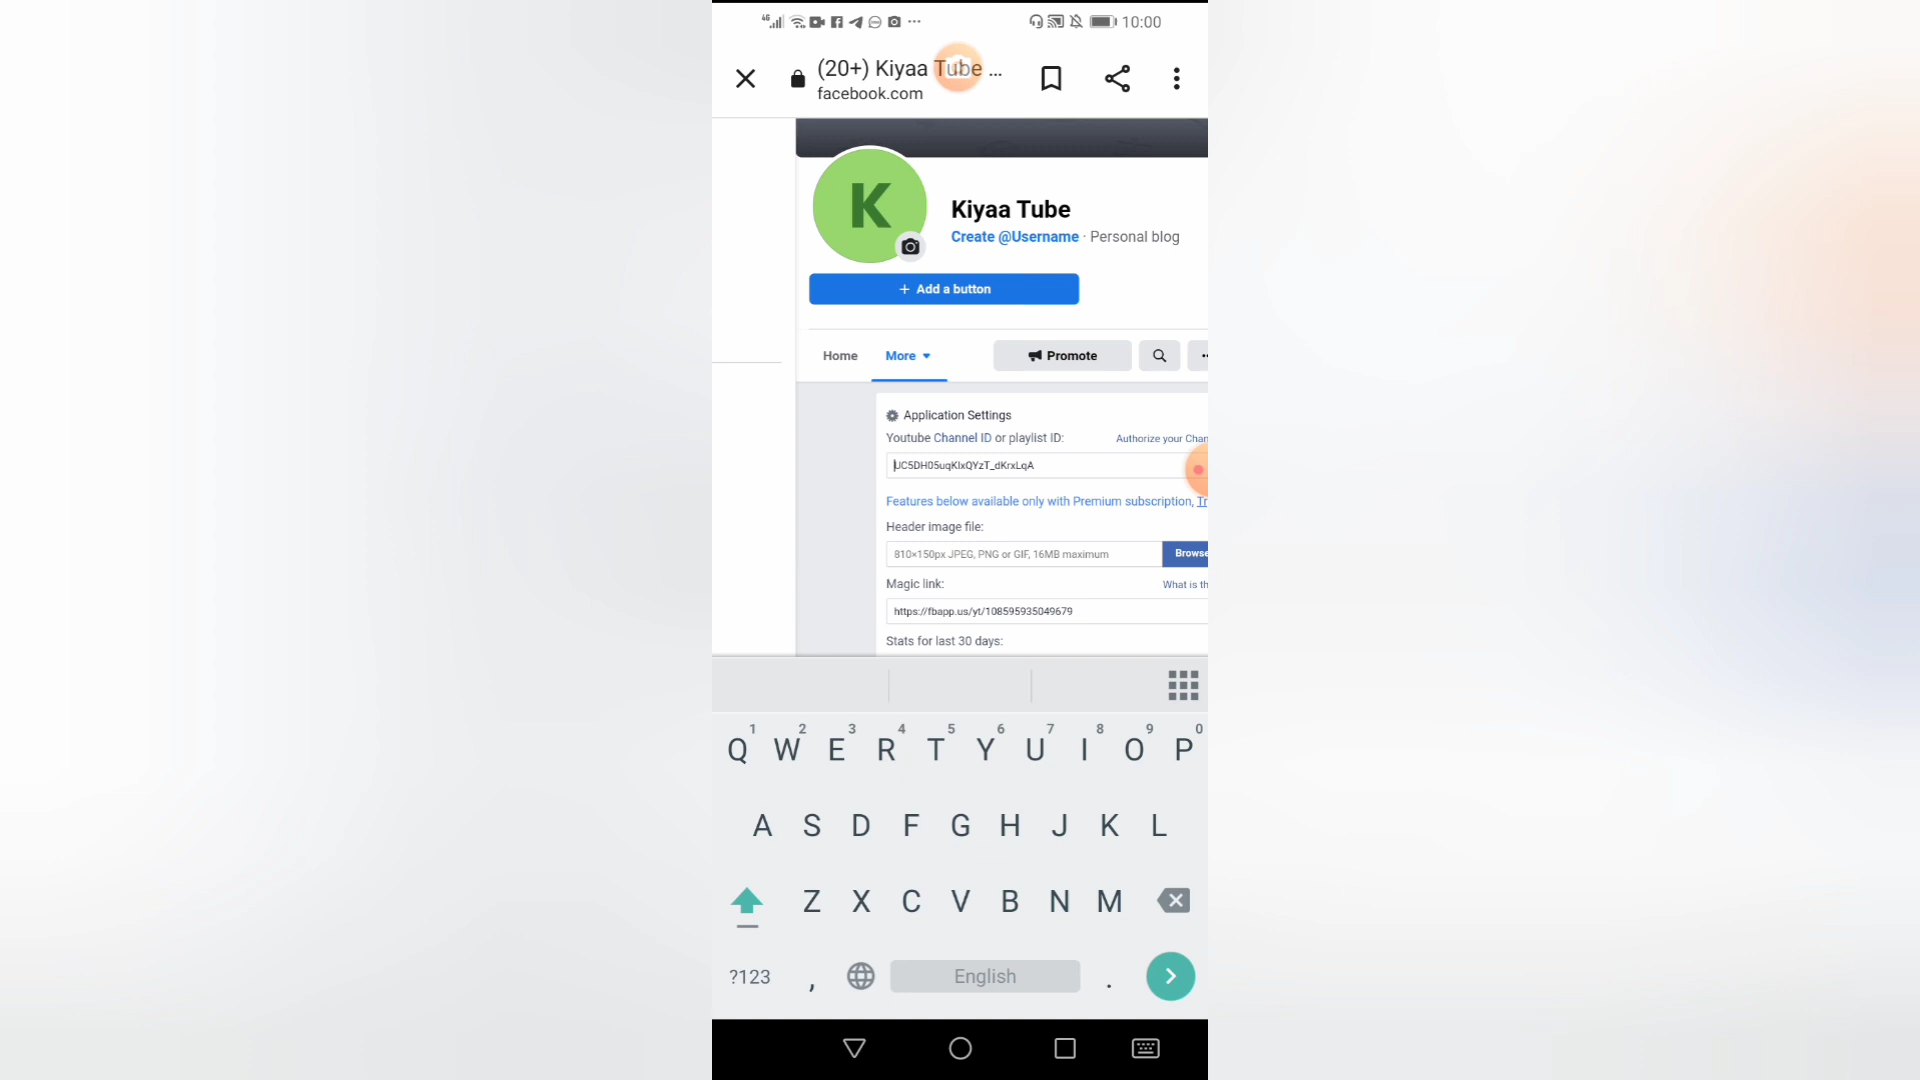 4G 10:00
(20+) Kiyaa Tube ...
facebook.com
K
Kiyaa Tube
Create @Username · Personal blog
+ Add a button
Home More Promote
Application Settings
Youtube Channel ID or playlist ID: Authorize your Chan
UC5DH05uqKlxQYzT_dKrxLqA
Features below available only with Premium subscription, Tr
Header image file:
810×150px JPEG, PNG or GIF, 16MB maximum Browse
Magic link: What is th
https://fbapp.us/yt/108595935049679
Stats for last 30 days:
1 2 3 4 5 6 7 8 9 0
Q W E R T Y U I O P
A S D F G H J K L
Z X C V B N M
?123 , English .